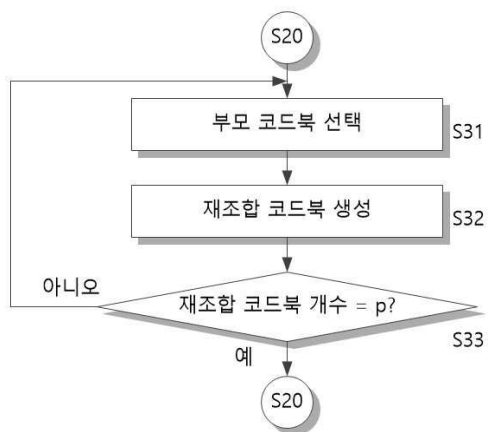 S20
부모 코드북 선택
S31
재조합 코드북 생성
S32
아니오
재조합 코드북 개수 = p?
S33
예
S20